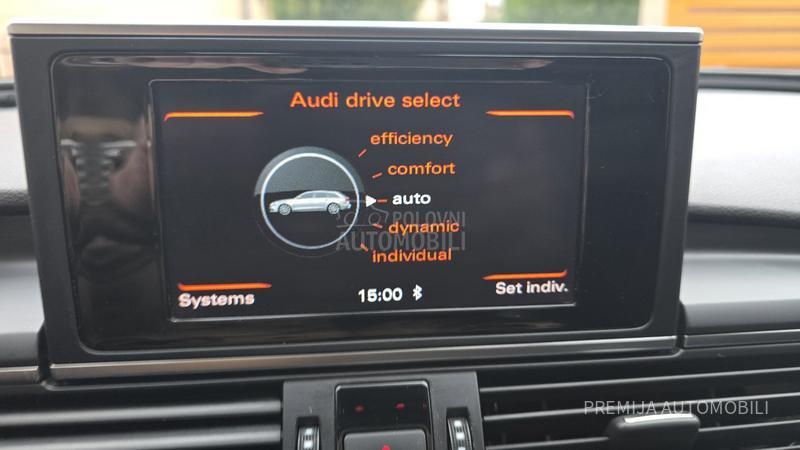 Audi drive select
efficiency
comfort
auto
dynamic
individual
Systems
15:00
Set indiv.
POLOVNI
AUTOMOBILI
PREMIJA AUTOMOBILI